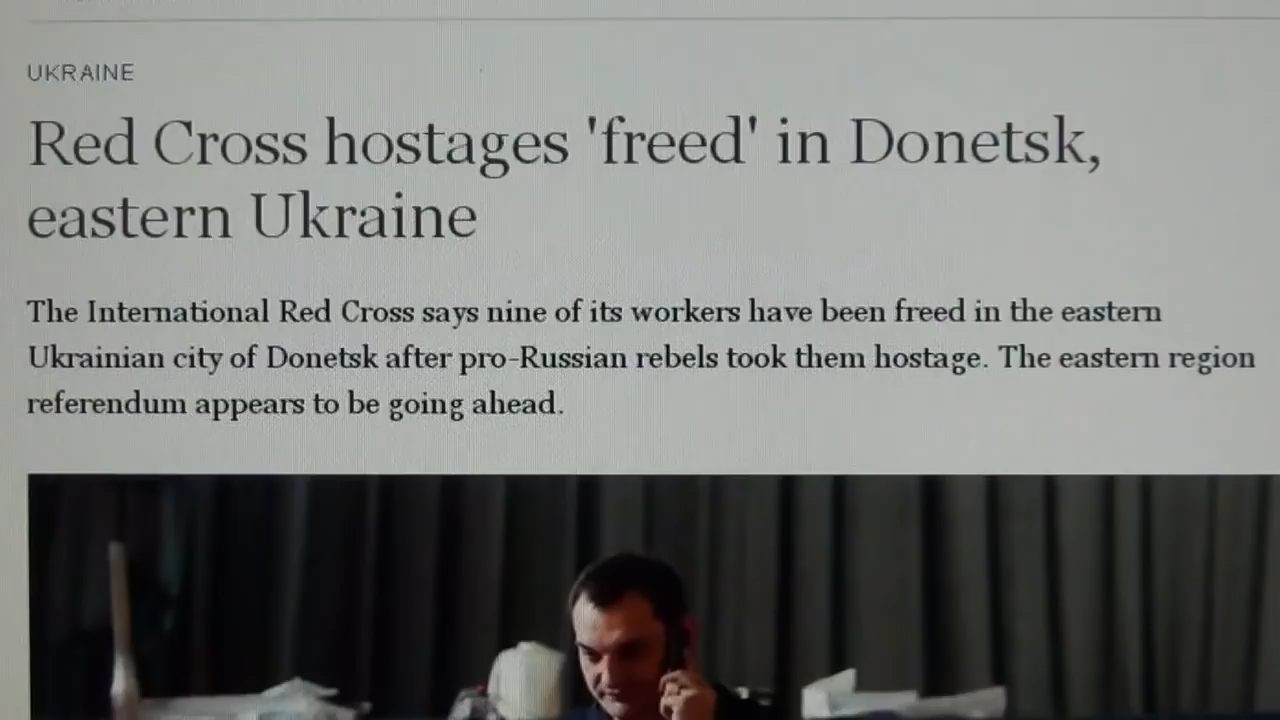 UKRAINE
Red Cross hostages 'freed' in Donetsk,
eastern Ukraine
The International Red Cross says nine of its workers have been freed in the eastern
Ukrainian city of Donetsk after pro-Russian rebels took them hostage. The eastern region
referendum appears to be going ahead.